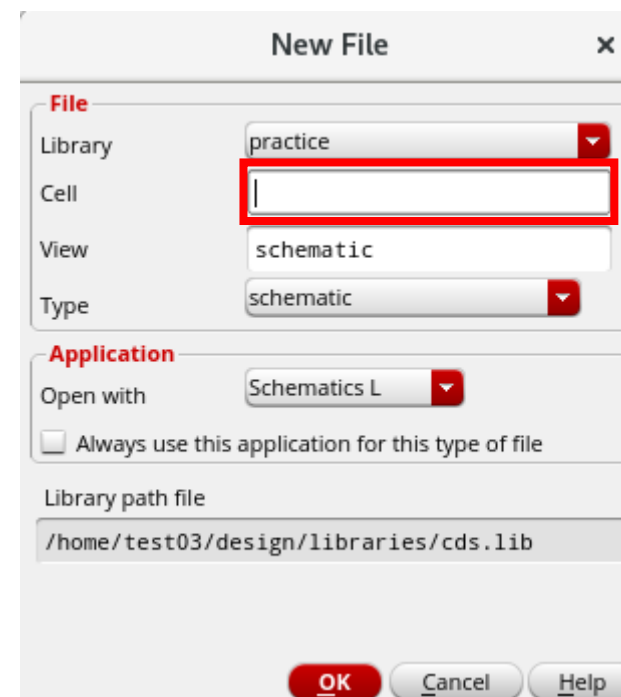 New File
File
Library practice
Cell
View schematic
Type schematic
Application
Open with Schematics L
Always use this application for this type of file
Library path file
/home/test03/design/libraries/cds.lib
OK Cancel Help